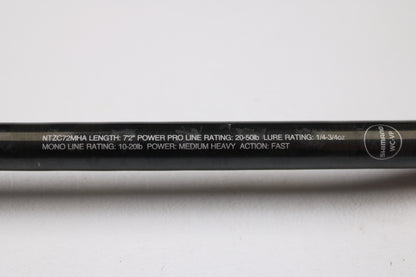 NTZC72MHA LENGTH: 7'2" POWER PRO LINE RATING: 20-50lb LURE RATING: 1/4-3/4oz
MONO LINE RATING: 10-20lb POWER: MEDIUM HEAVY ACTION: FAST
SHIMANO